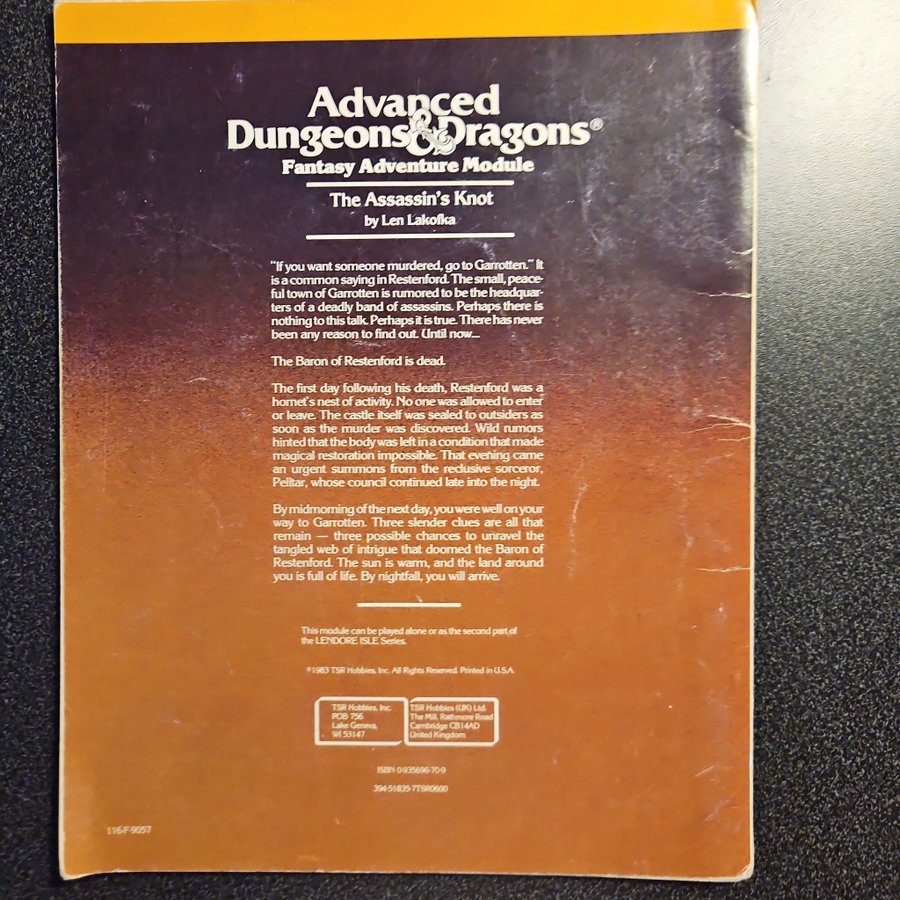 Advanced
Dungeons & Dragons®
Fantasy Adventure Module
The Assassin's Knot
by Len Lakofka
"If you want someone murdered, go to Garrotten." It
is a common saying in Restenford. The small, peace-
ful town of Garrotten is rumored to be the headquar-
ters of a deadly band of assassins. Perhaps there is
nothing to this talk. Perhaps it is true. There has never
been any reason to find out. Until now...
The Baron of Restenford is dead.
The first day following his death, Restenford was a
hornet's nest of activity. No one was allowed to enter
or leave. The castle itself was sealed to outsiders as
soon as the murder was discovered. Wild rumors
hinted that the body was left in a condition that made
magical restoration impossible. That evening came
an urgent summons from the reclusive sorceror,
Pelltar, whose council continued late into the night.
By midmorning of the next day, you were well on your
way to Garrotten. Three slender clues are all that
remain — three possible chances to unravel the
tangled web of intrigue that doomed the Baron of
Restenford. The sun is warm, and the land around
you is full of life. By nightfall, you will arrive.
This module can be played alone or as the second part of
the LENDORE ISLE Series.
©1983 TSR Hobbies, Inc. All Rights Reserved. Printed in U.S.A.
TSR Hobbies, Inc.
POB 756
Lake Geneva,
WI 53147
TSR Hobbies (UK) Ltd.
The Mill, Rathmore Road
Cambridge CB14AD
United Kingdom
ISBN 0-935696-70-9
394-51835-7TSR0600
116-F-9057